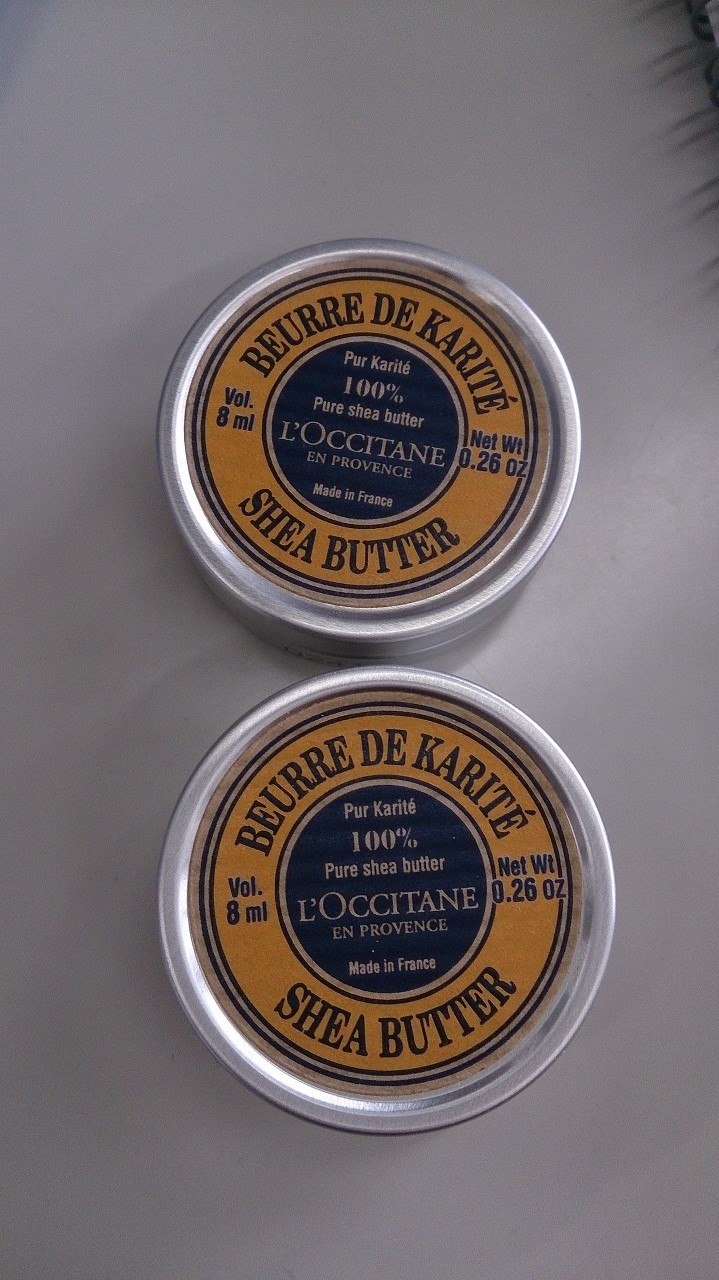 BEURRE DE KARITÉ
Pur Karité
100%
Pure shea butter
Vol.
8 ml
L'OCCITANE
EN PROVENCE
Net Wt
0.26 oz
Made in France
SHEA BUTTER
BEURRE DE KARITÉ
Pur Karité
100%
Pure shea butter
Vol.
8 ml
L'OCCITANE
EN PROVENCE
Net Wt
0.26 oz
Made in France
SHEA BUTTER